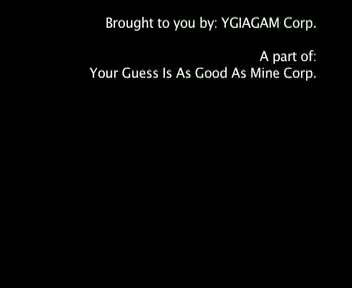 Brought to you by: YGIAGAM Corp.
A part of:
Your Guess Is As Good As Mine Corp.